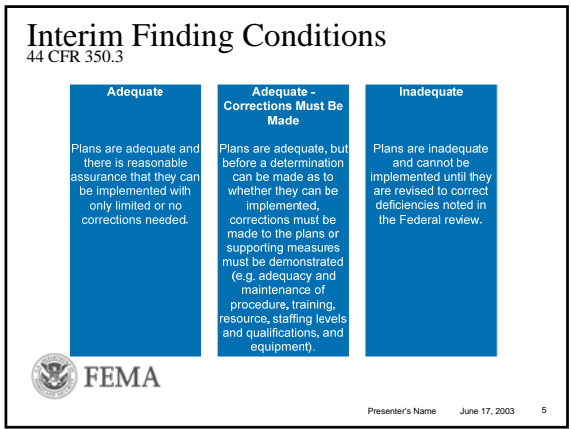 Interim Finding Conditions
44 CFR 350.3
Adequate
Plans are adequate and
there is reasonable
assurance that they can
be implemented with
only limited or no
corrections needed.
Adequate -
Corrections Must Be
Made
Plans are adequate, but
before a determination
can be made as to
whether they can be
implemented,
corrections must be
made to the plans or
supporting measures
must be demonstrated
(e.g. adequacy and
maintenance of
procedure, training,
resource, staffing levels
and qualifications, and
equipment).
Inadequate
Plans are inadequate
and cannot be
implemented until they
are revised to correct
deficiencies noted in
the Federal review.
FEMA
Presenter's Name June 17, 2003 5